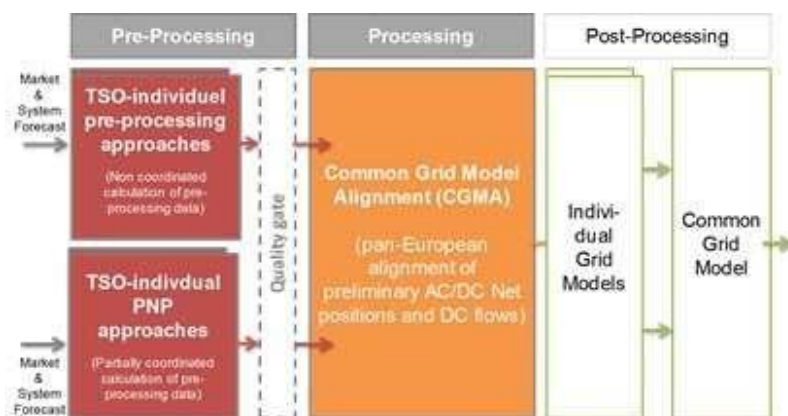 Pre-Processing
Processing
Post-Processing
Market
&
System
Forecast
TSO-individuel
pre-processing
approaches
(Non coordinated
calculation of pre-
processing data)
TSO-indivdual
PNP
approaches
(Partially coordinated
calculation of pre-
processing data)
Market
&
System
Forecast
Quality gate
Common Grid Model
Alignment (CGMA)
(pan-European
alignment of
preliminary AC/DC Net
positions and DC flows)
Indivi-
dual
Grid
Models
Common
Grid
Model